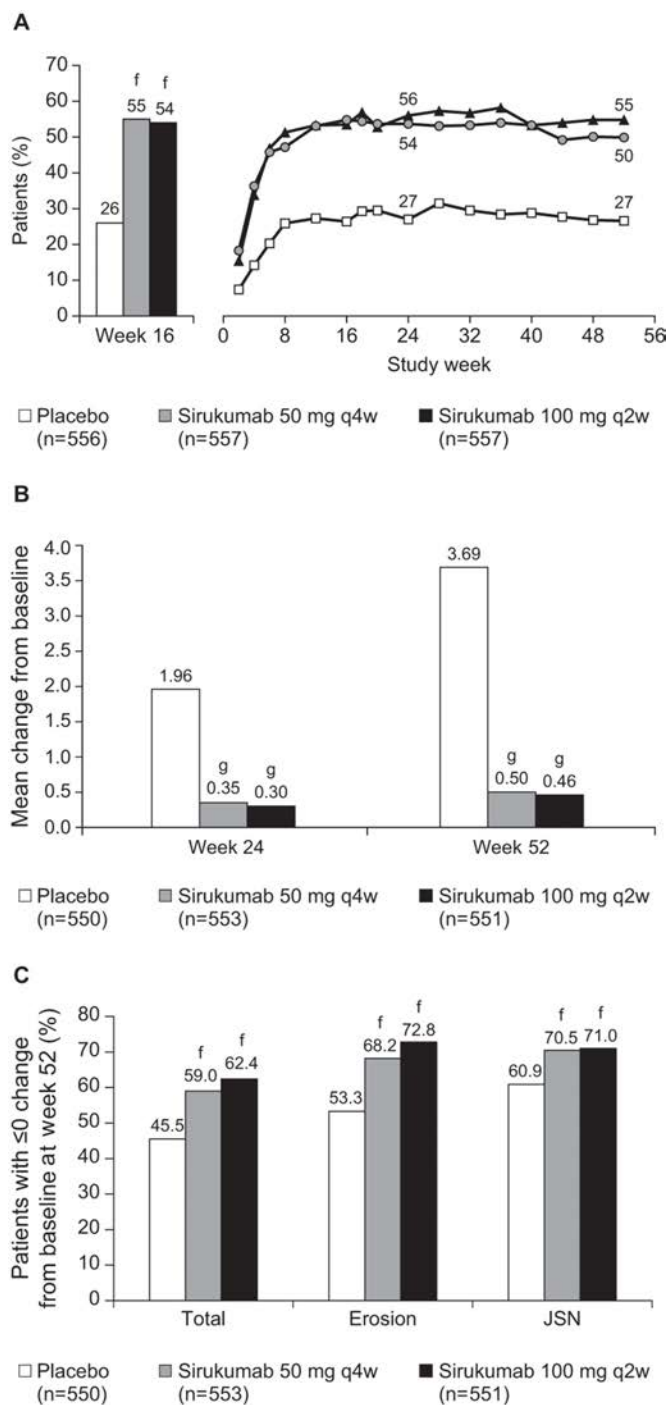 A
Patients (%)
70
60
50
40
30
20
10
0
f f
26 55 54
Week 16
56
54
27
55
50
27
0 8 16 24 32 40 48 56
Study week
Placebo
(n=556)
Sirukumab 50 mg q4w
(n=557)
Sirukumab 100 mg q2w
(n=557)
B
Mean change from baseline
4.0
3.5
3.0
2.5
2.0
1.5
1.0
0.5
0.0
1.96
g g
0.35 0.30
3.69
g g
0.50 0.46
Week 24 Week 52
Placebo
(n=550)
Sirukumab 50 mg q4w
(n=553)
Sirukumab 100 mg q2w
(n=551)
C
Patients with ≤0 change
from baseline at week 52 (%)
80
70
60
50
40
30
20
10
0
f f
45.5 59.0 62.4
f f
53.3 68.2 72.8
f f
60.9 70.5 71.0
Total Erosion JSN
Placebo
(n=550)
Sirukumab 50 mg q4w
(n=553)
Sirukumab 100 mg q2w
(n=551)